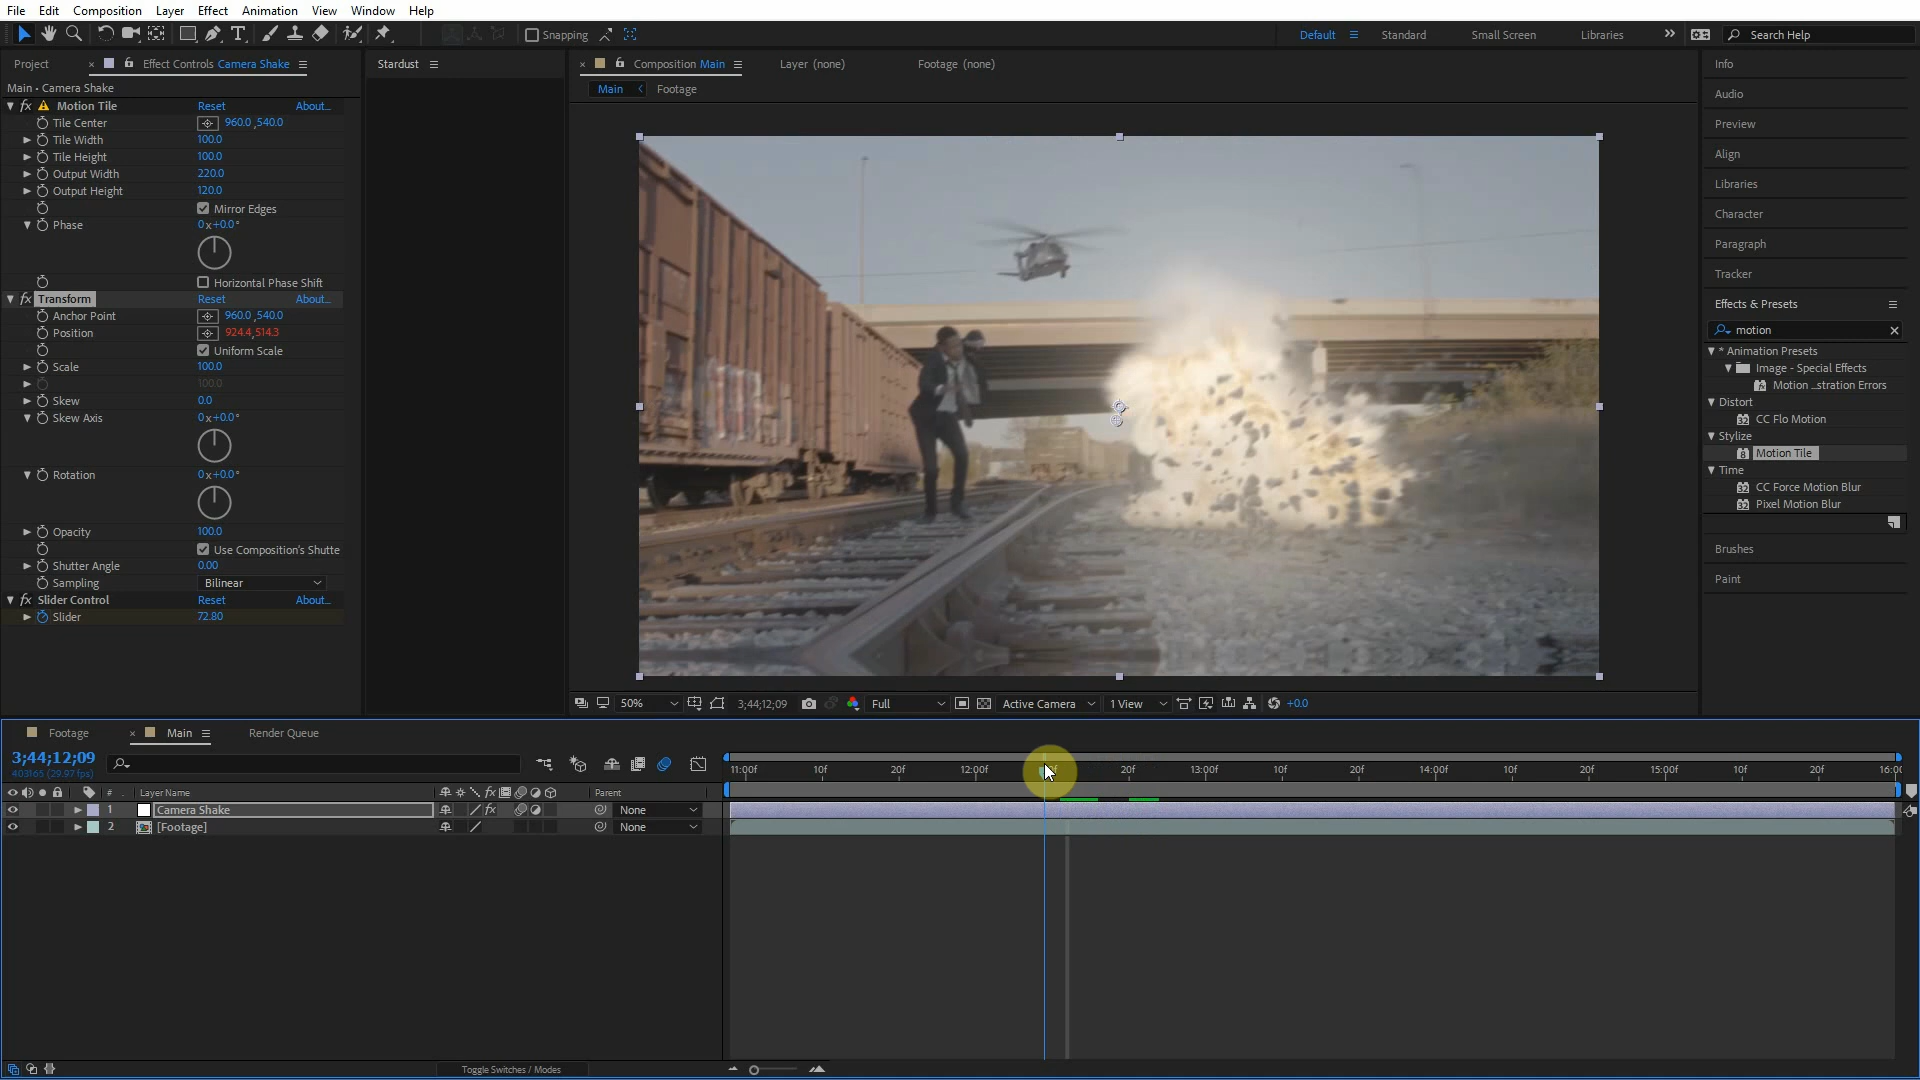 File Edit Composition Layer Effect Animation View Window Help
Snapping Default Standard Small Screen Libraries Search Help
Project Effect Controls Camera Shake Stardust Composition Main Layer (none) Footage (none) Info
Main • Camera Shake Main Footage
Motion Tile Reset About... Audio
Tile Center 960.0 ,540.0 Preview
Tile Width 100.0
Tile Height 100.0 Align
Output Width 220.0 Libraries
Output Height 120.0
Mirror Edges Character
Phase 0x+0.0°
Paragraph
Tracker
Horizontal Phase Shift
Transform Reset About... Effects & Presets
Anchor Point 960.0 ,540.0
Position 924.4,514.3 motion
Uniform Scale * Animation Presets
Scale 100.0 Image - Special Effects
100.0 Motion ...stration Errors
Skew 0.0 Distort
Skew Axis 0x+0.0° CC Flo Motion
Stylize
Motion Tile
Rotation 0x+0.0° Time
CC Force Motion Blur
Pixel Motion Blur
Opacity 100.0
Use Composition's Shutte Brushes
Shutter Angle 0.00
Sampling Bilinear Paint
Slider Control Reset About...
Slider 72.80
50% 3;44;12;09 Full Active Camera 1 View +0.0
Footage Main Render Queue
3;44;12;09
403165 (29.97 fps) 11:00f 10f 20f 12:00f 20f 13:00f 10f 20f 14:00f 10f 20f 15:00f 10f 20f 16:00
# Layer Name fx Parent
1 Camera Shake fx None
2 [Footage] None
Toggle Switches / Modes